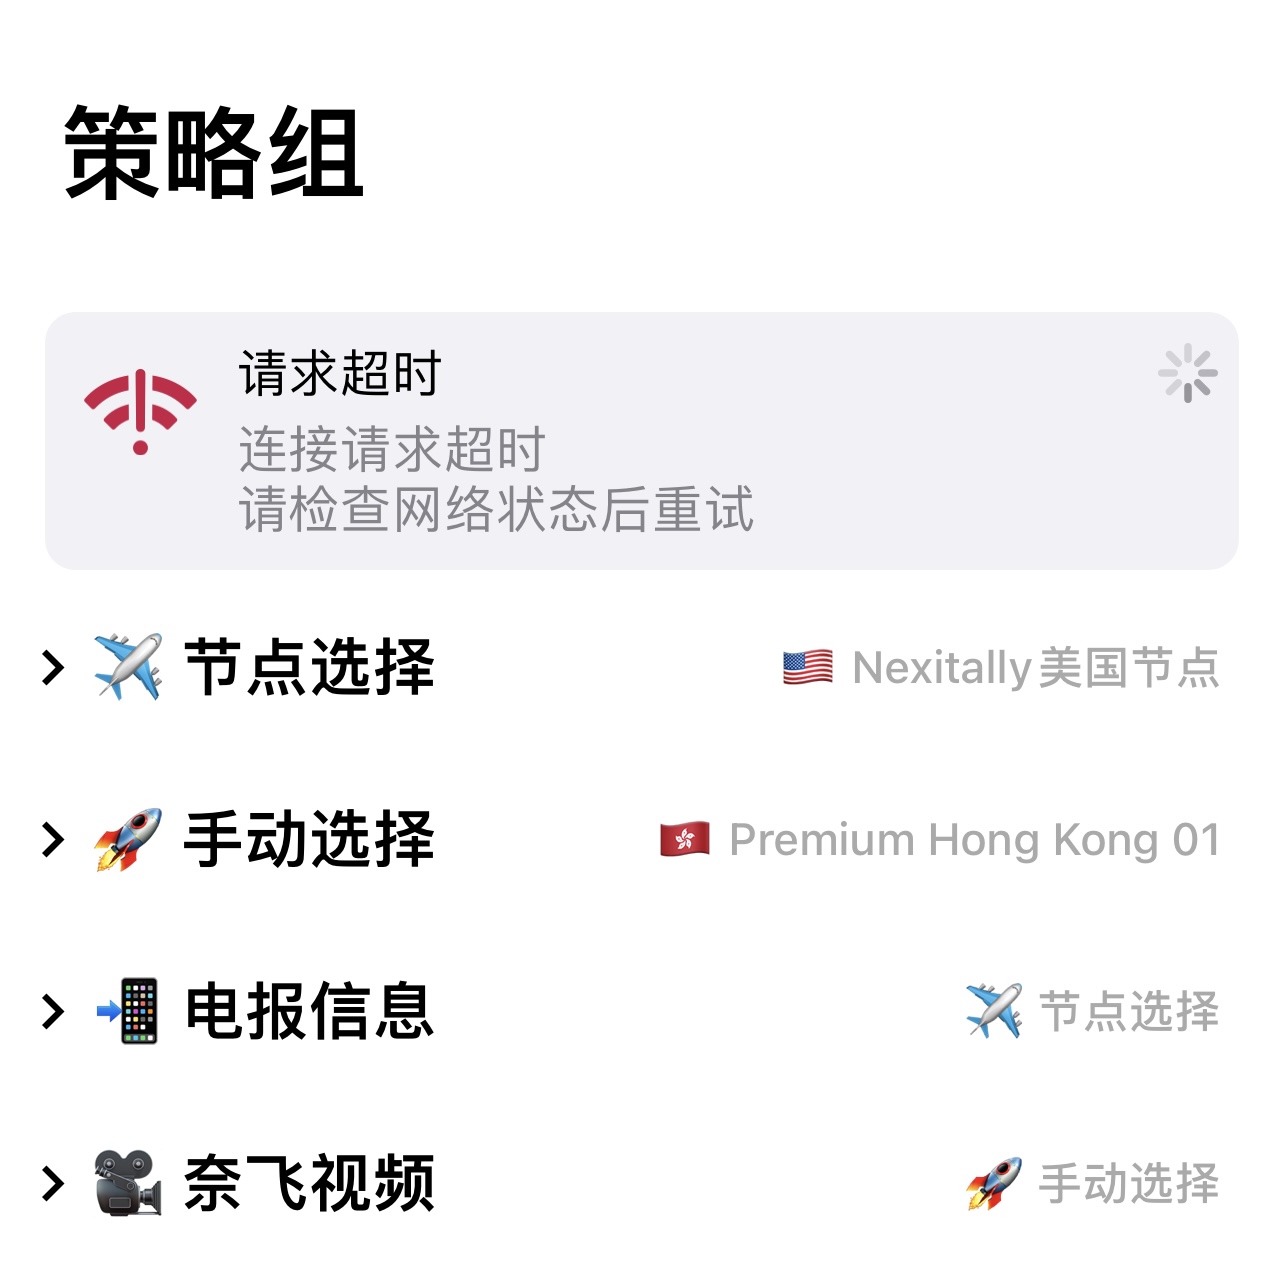 策略组
请求超时
连接请求超时
请检查网络状态后重试
节点选择
Nexitally美国节点
手动选择
Premium Hong Kong 01
电报信息
节点选择
奈飞视频
手动选择